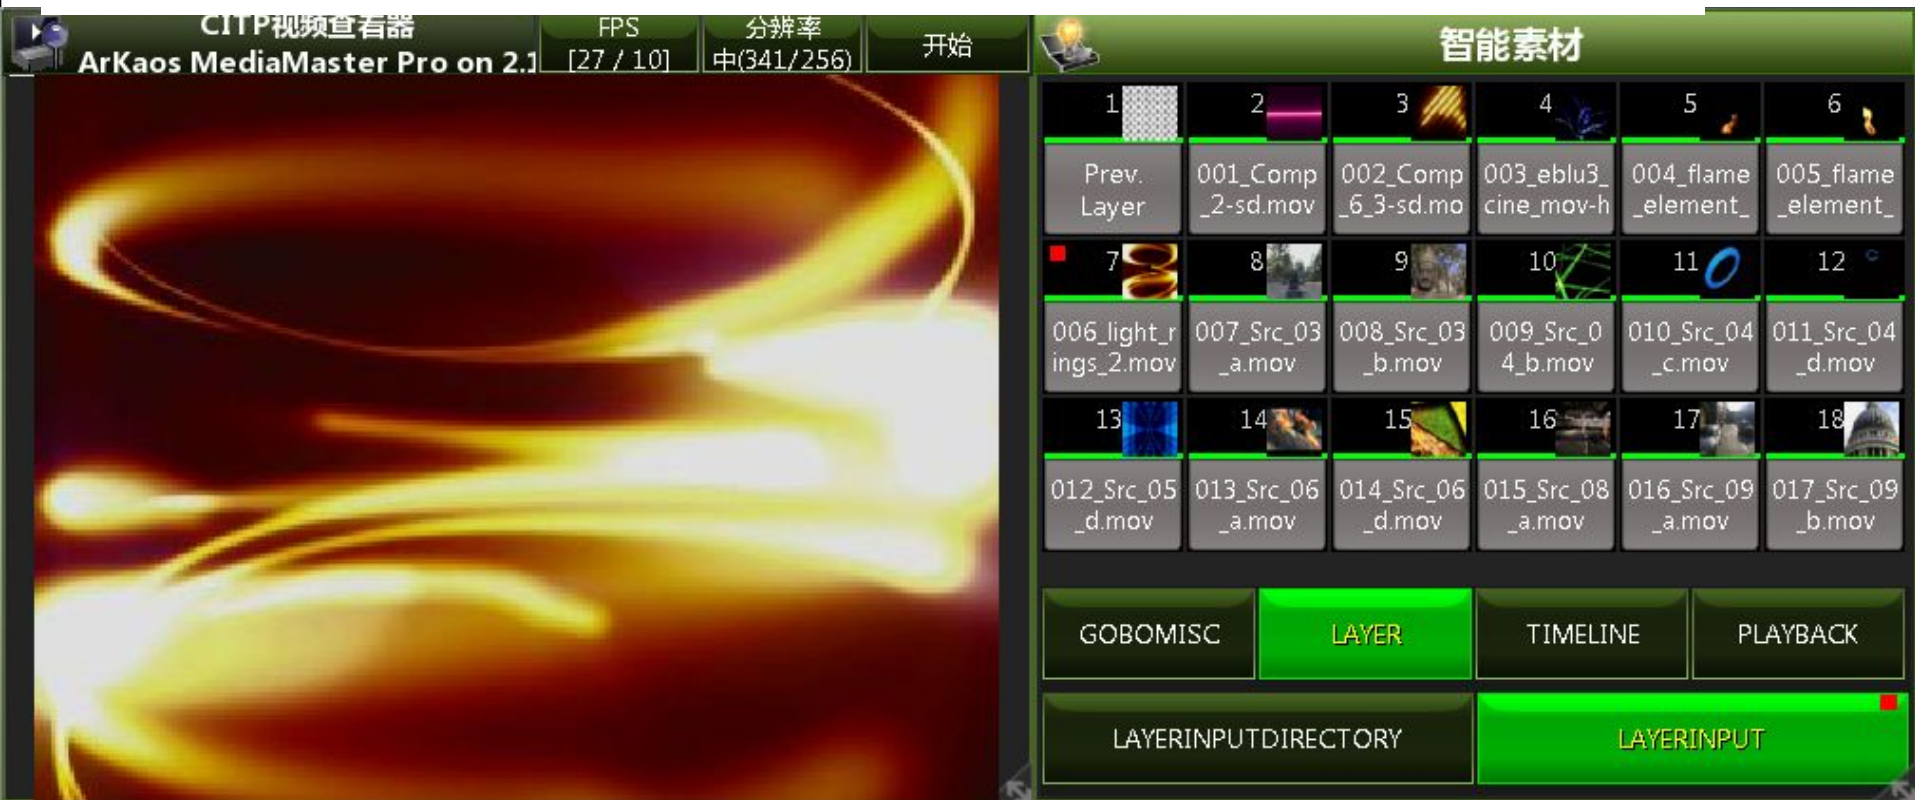 CITP视频查看器
ArKaos MediaMaster Pro on 2.1
FPS
[27 / 10]
分辨率
中(341/256)
开始
智能素材
1
2
3
4
5
6
Prev.
Layer
001_Comp
_2-sd.mov
002_Comp
_6_3-sd.mo
003_eblu3_
cine_mov-h
004_flame
_element_
005_flame
_element_
7
8
9
10
11
12
006_light_r
ings_2.mov
007_Src_03
_a.mov
008_Src_03
_b.mov
009_Src_0
4_b.mov
010_Src_04
_c.mov
011_Src_04
_d.mov
13
14
15
16
17
18
012_Src_05
_d.mov
013_Src_06
_a.mov
014_Src_06
_d.mov
015_Src_08
_a.mov
016_Src_09
_a.mov
017_Src_09
_b.mov
GOBOMISC
LAYER
TIMELINE
PLAYBACK
LAYERINPUTDIRECTORY
LAYERINPUT